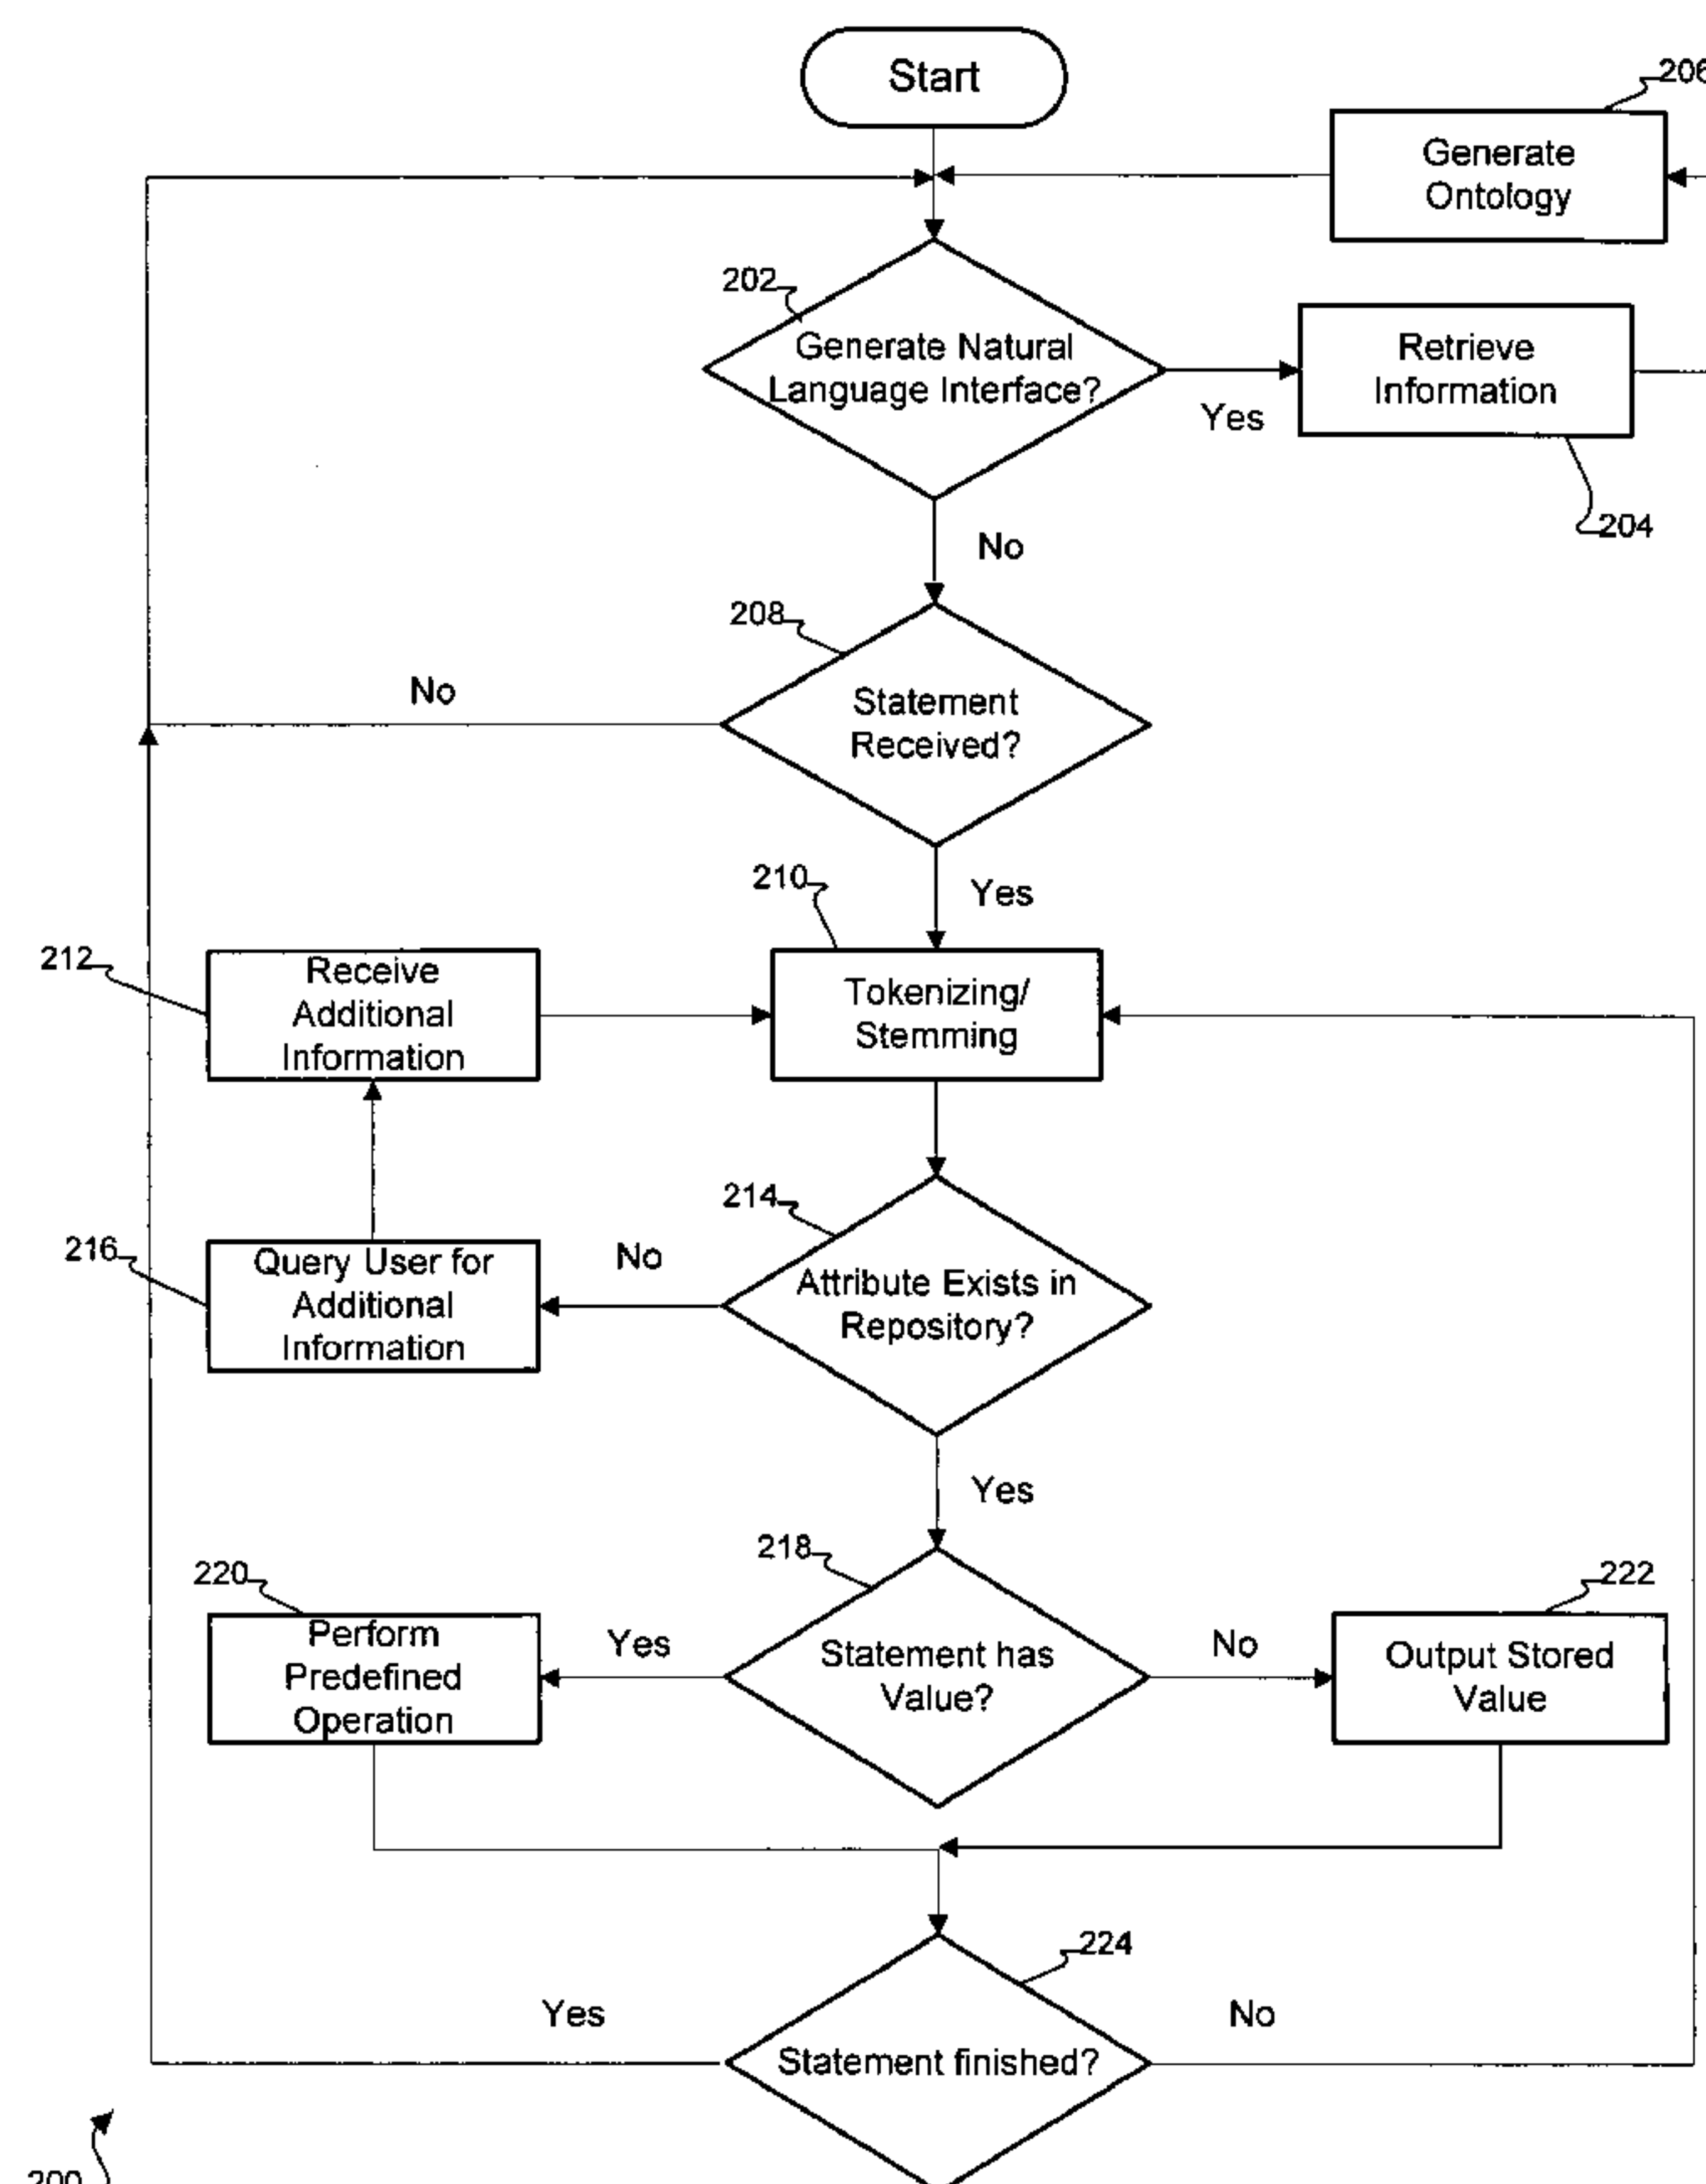 Start
206
Generate
Ontology
202
Generate Natural
Language Interface?
Yes
Retrieve
Information
204
No
208
Statement
Received?
No
Yes
210
Tokenizing/
Stemming
212
Receive
Additional
Information
214
Attribute Exists in
Repository?
No
216
Query User for
Additional
Information
Yes
218
Statement has
Value?
220
Perform
Predefined
Operation
Yes
No
222
Output Stored
Value
224
Statement finished?
Yes
No
200